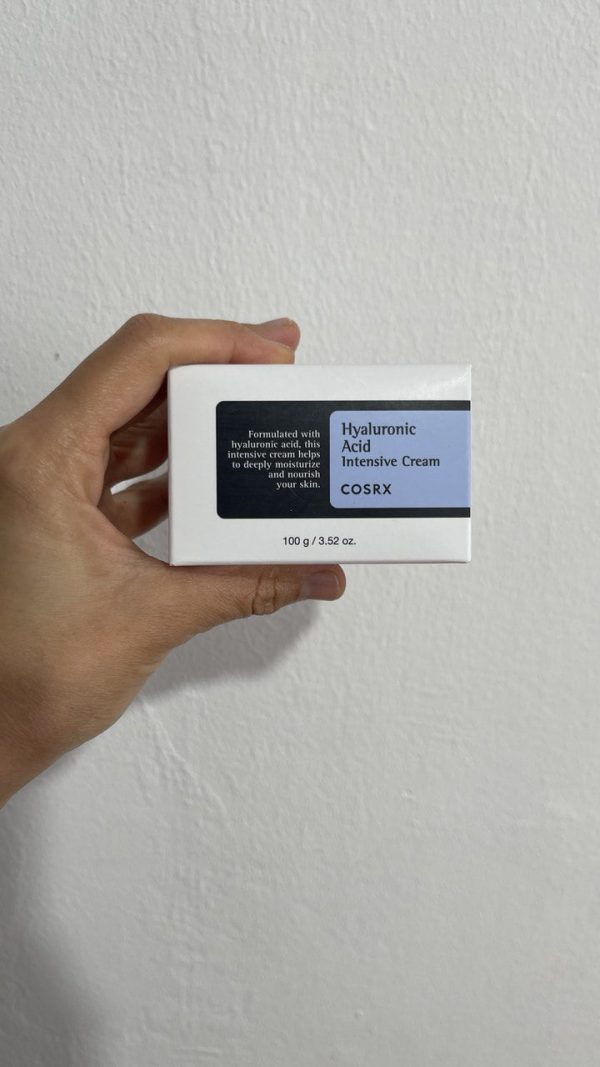 Formulated with
hyaluronic acid, this
intensive cream helps
to deeply moisturize
and nourish
your skin.
Hyaluronic
Acid
Intensive Cream
COSRX
100 g / 3.52 oz.